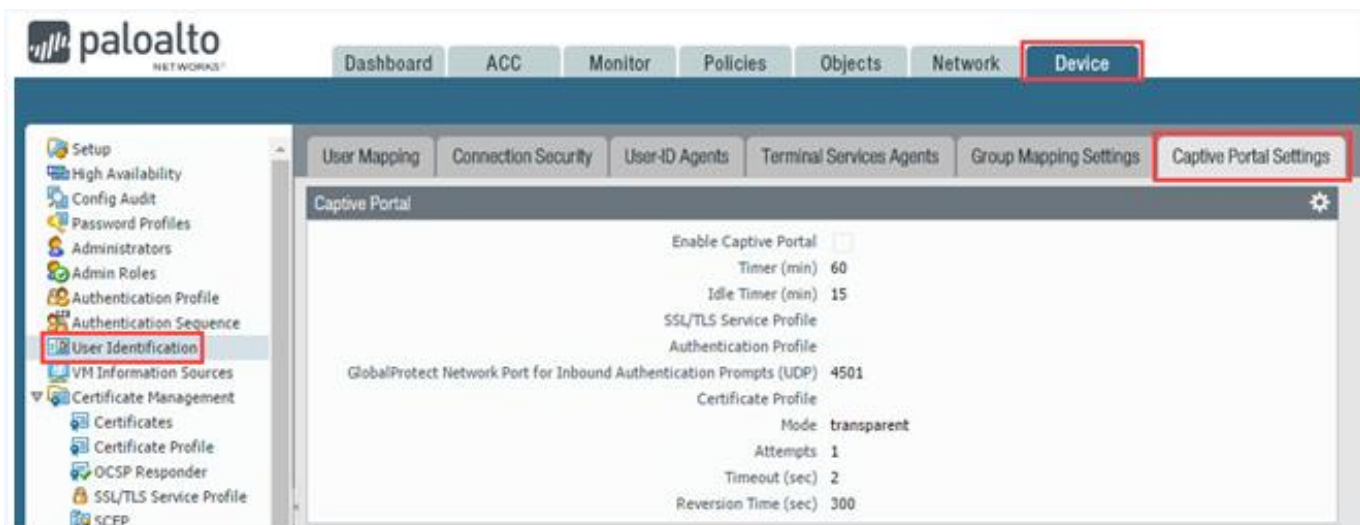 paloalto
NETWORKS
Dashboard ACC Monitor Policies Objects Network Device
Setup
High Availability
Config Audit
Password Profiles
Administrators
Admin Roles
Authentication Profile
Authentication Sequence
User Identification
VM Information Sources
Certificate Management
Certificates
Certificate Profile
OCSP Responder
SSL/TLS Service Profile
SCEP
User Mapping Connection Security User-ID Agents Terminal Services Agents Group Mapping Settings Captive Portal Settings
Captive Portal
Enable Captive Portal
Timer (min) 60
Idle Timer (min) 15
SSL/TLS Service Profile
Authentication Profile
GlobalProtect Network Port for Inbound Authentication Prompts (UDP) 4501
Certificate Profile
Mode transparent
Attempts 1
Timeout (sec) 2
Reversion Time (sec) 300